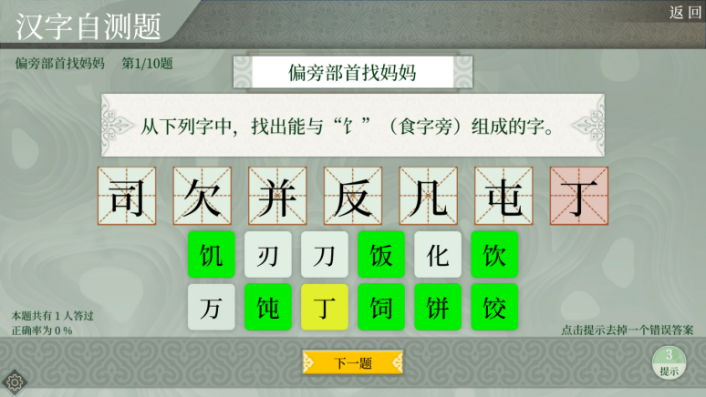 汉字自测题
返回
偏旁部首找妈妈 第1/10题
偏旁部首找妈妈
从下列字中，找出能与“饣”（食字旁）组成的字。
司 欠 并 反 几 屯 丁
饥 刃 刀 饭 化 饮
万 饨 丁 饲 饼 饺
本题共有 1 人答过
正确率为 0 %
点击提示去掉一个错误答案
3
提示
下一题